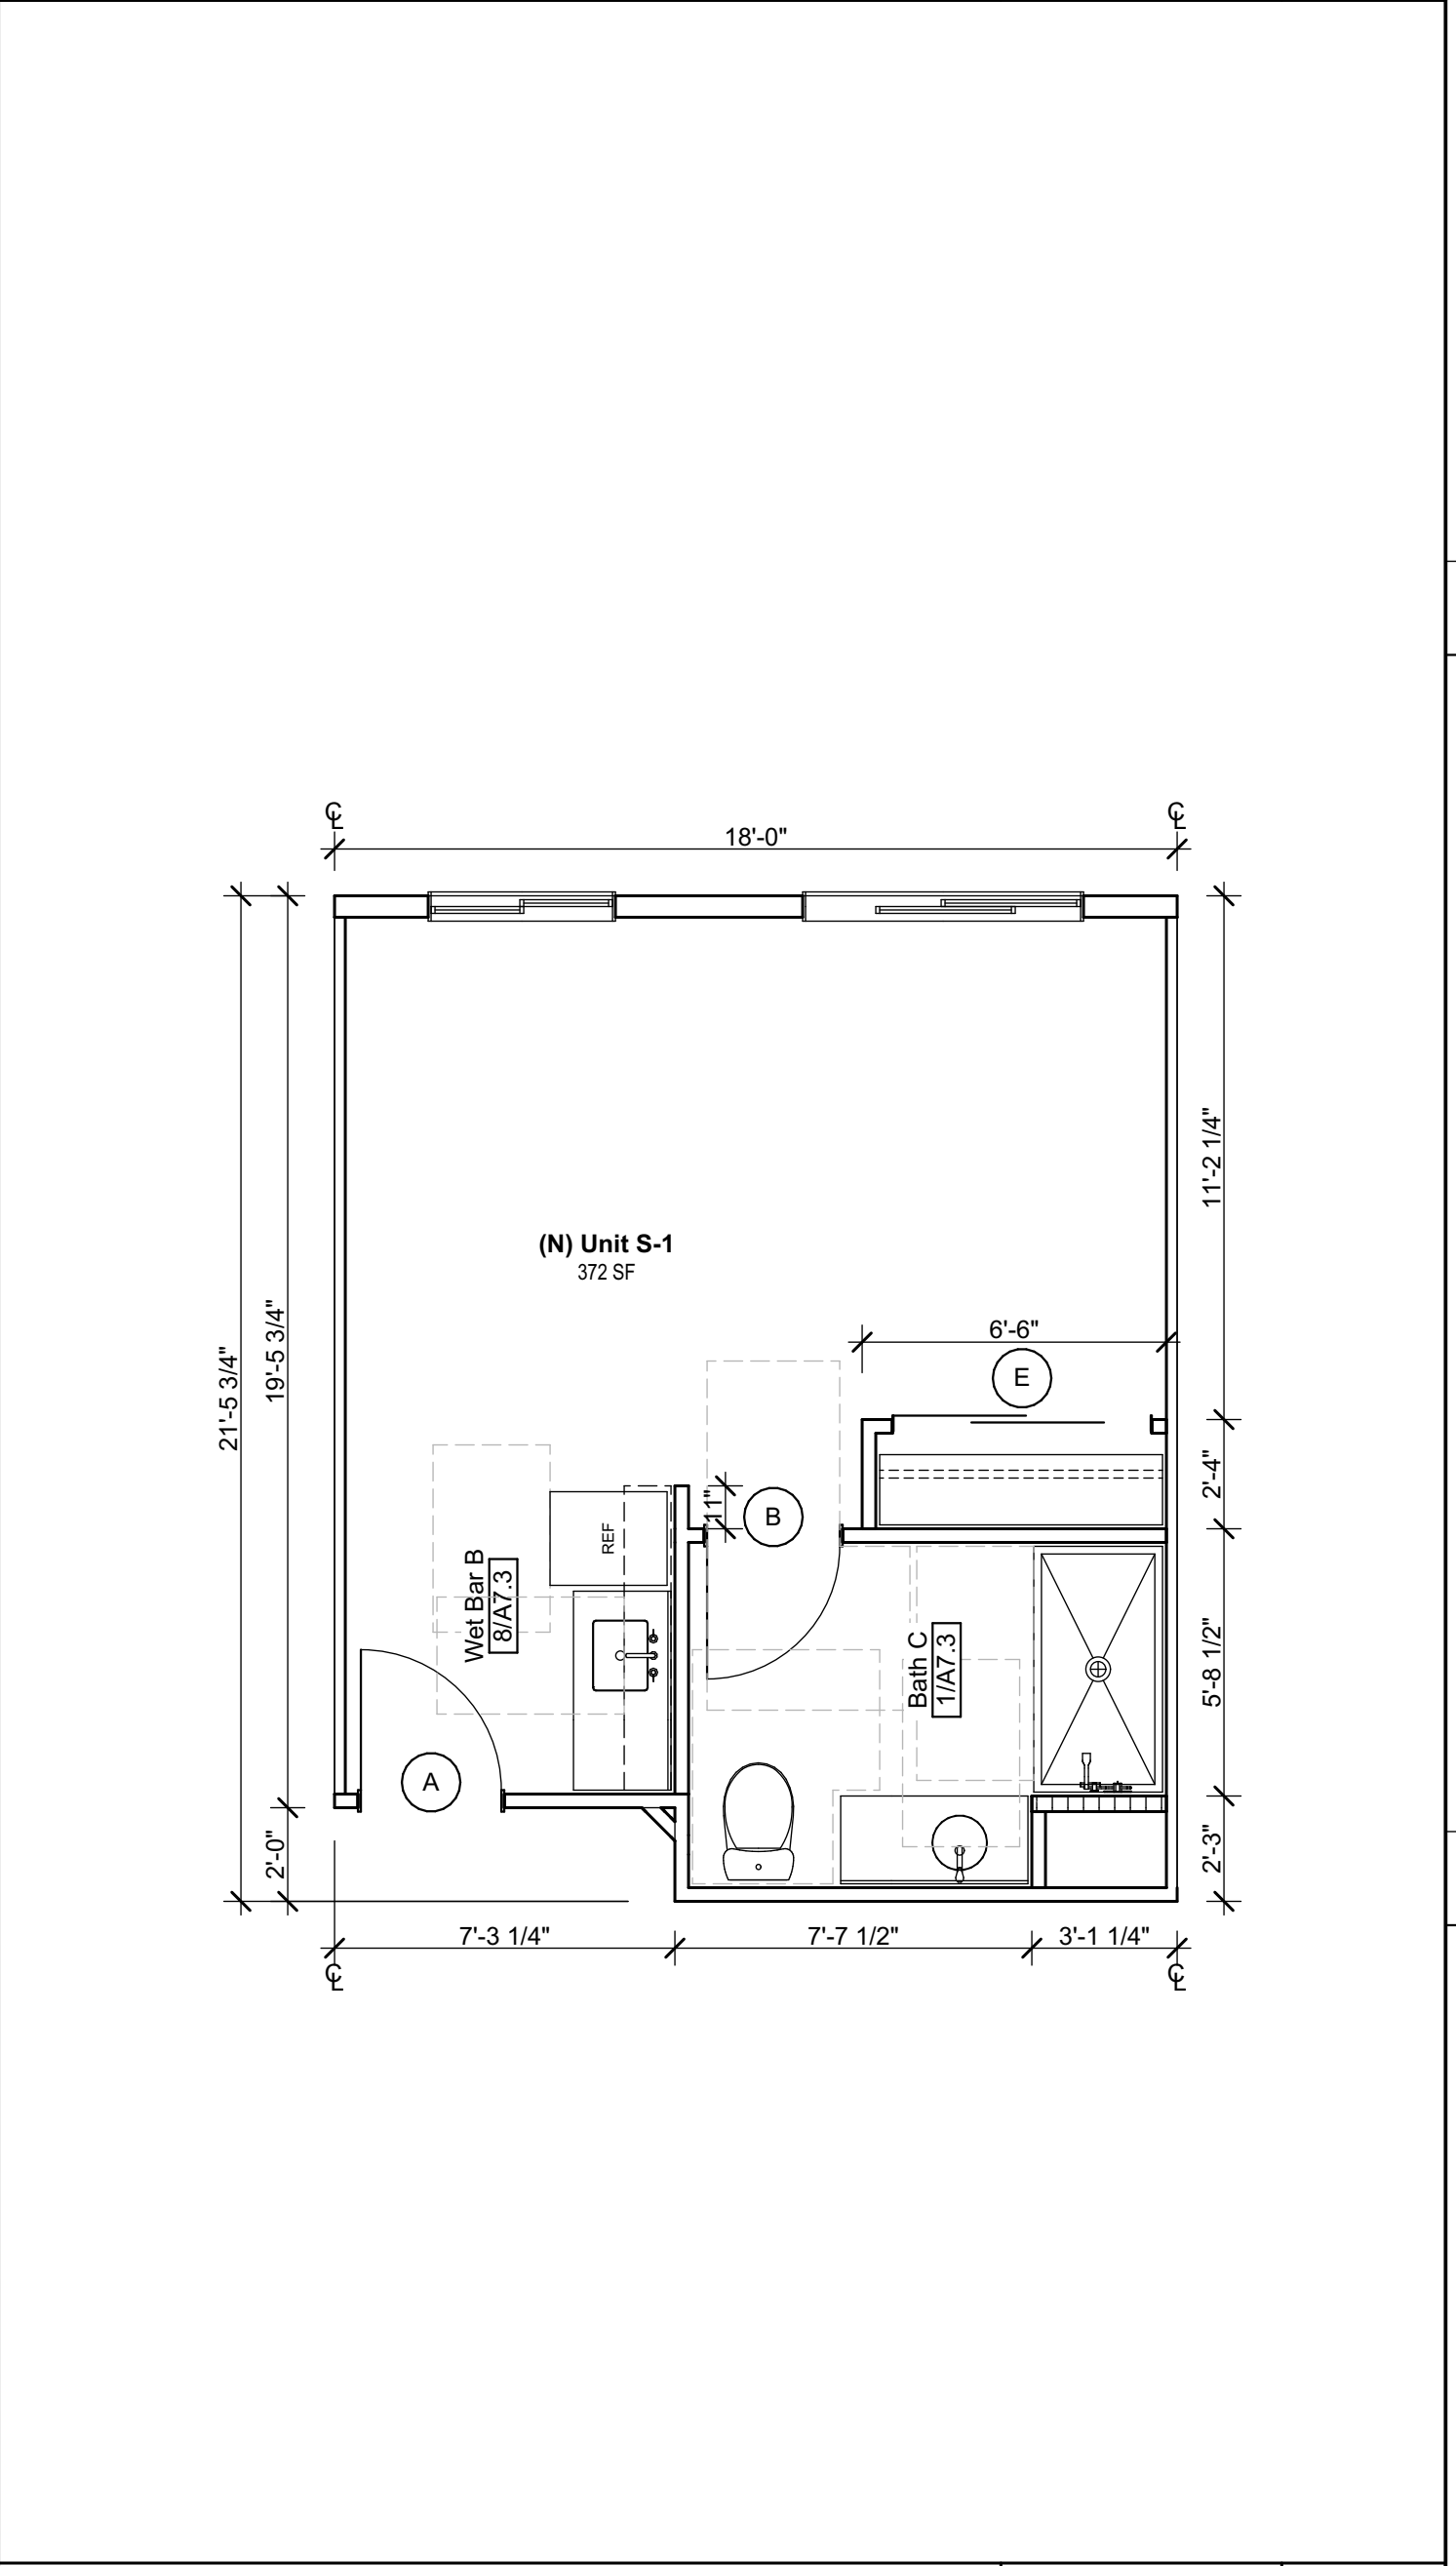 ℄ ℄
18'-0"
11'-2 1/4"
(N) Unit S-1
372 SF
21'-5 3/4"
19'-5 3/4"
6'-6"
E
2'-4"
11"
B
REF
Wet Bar B
8/A7.3
Bath C
1/A7.3
5'-8 1/2"
A
2'-0"
2'-3"
7'-3 1/4" 7'-7 1/2" 3'-1 1/4"
℄ ℄